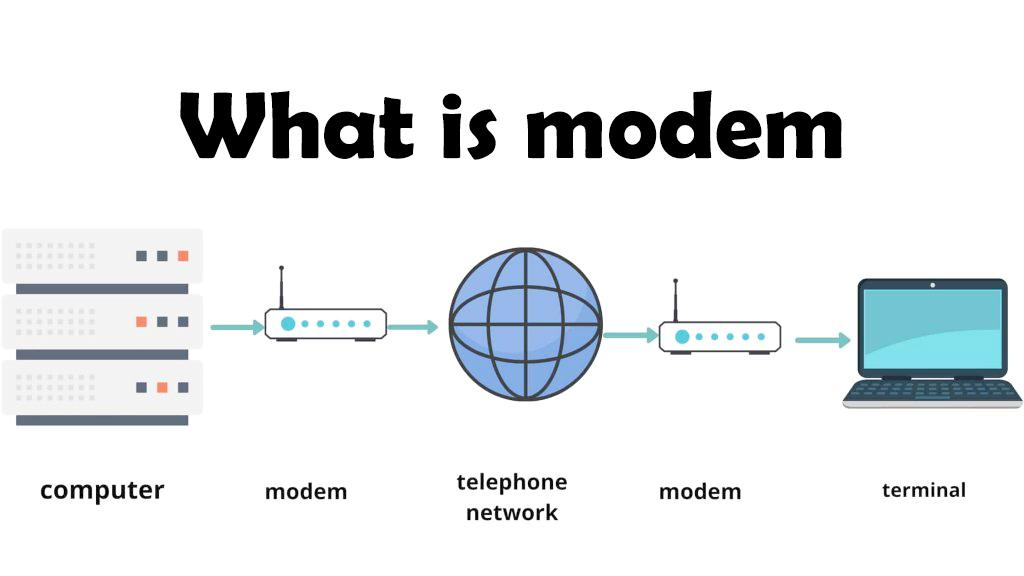 What is modem
computer
modem
telephone
network
modem
terminal